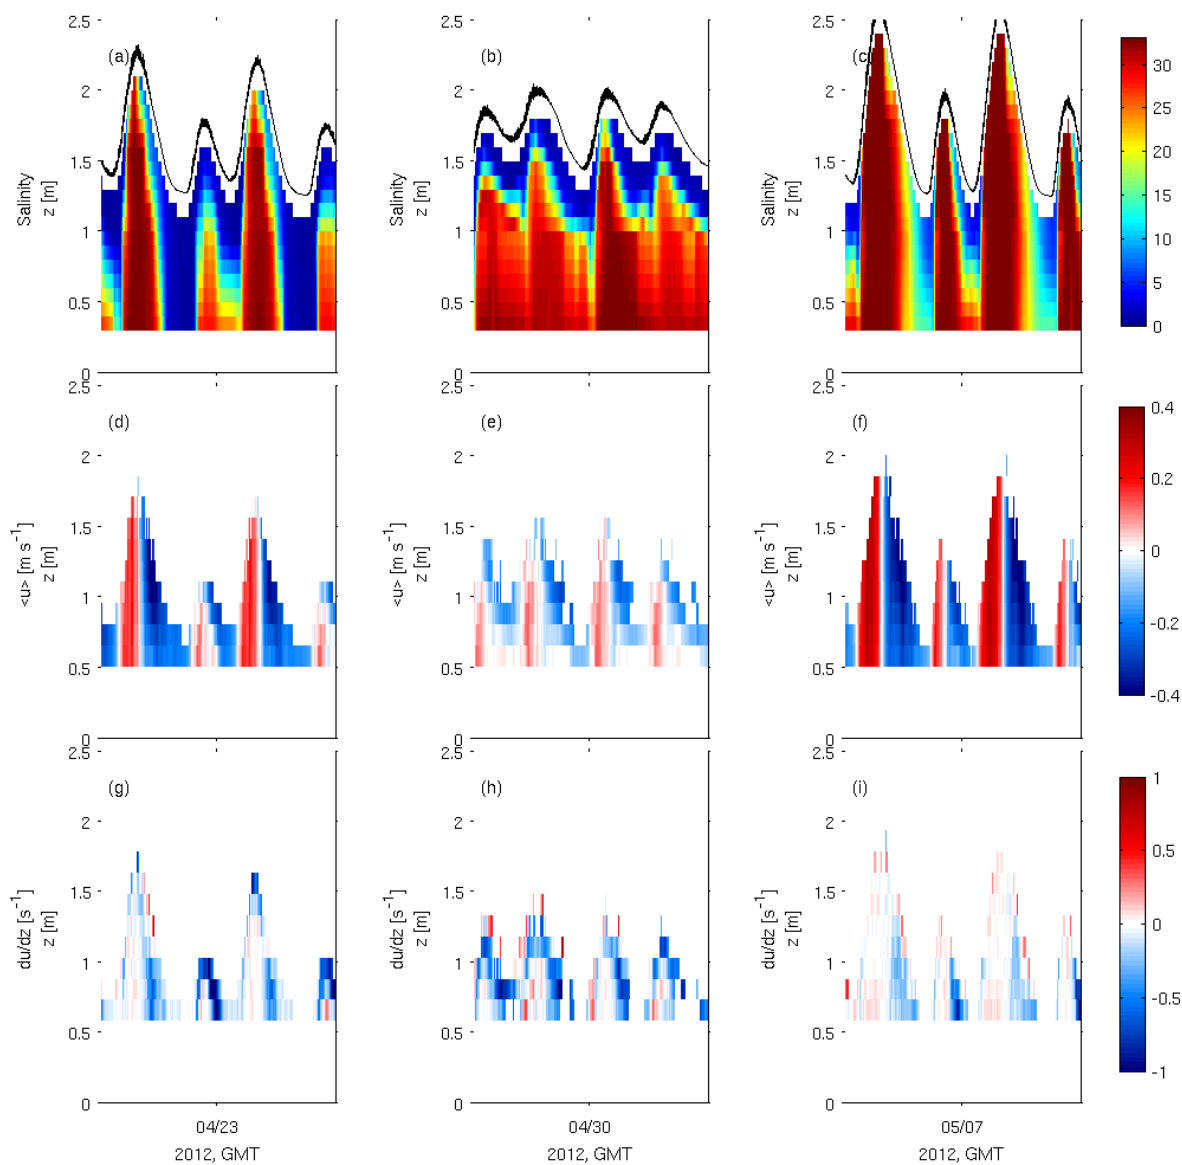 2.5
2
1.5
1
0.5
0
Salinity
z [m]
(a)
2.5
2
1.5
1
0.5
0
Salinity
z [m]
(b)
2.5
2
1.5
1
0.5
0
Salinity
z [m]
(c)
30
25
20
15
10
5
0
2.5
2
1.5
1
0.5
0
<u> [m s⁻¹]
z [m]
(d)
2.5
2
1.5
1
0.5
0
<u> [m s⁻¹]
z [m]
(e)
2.5
2
1.5
1
0.5
0
<u> [m s⁻¹]
z [m]
(f)
0.4
0.2
0
-0.2
-0.4
2.5
2
1.5
1
0.5
0
du/dz [s⁻¹]
z [m]
(g)
04/23
2012, GMT
2.5
2
1.5
1
0.5
0
du/dz [s⁻¹]
z [m]
(h)
04/30
2012, GMT
2.5
2
1.5
1
0.5
0
du/dz [s⁻¹]
z [m]
(i)
05/07
2012, GMT
1
0.5
0
-0.5
-1